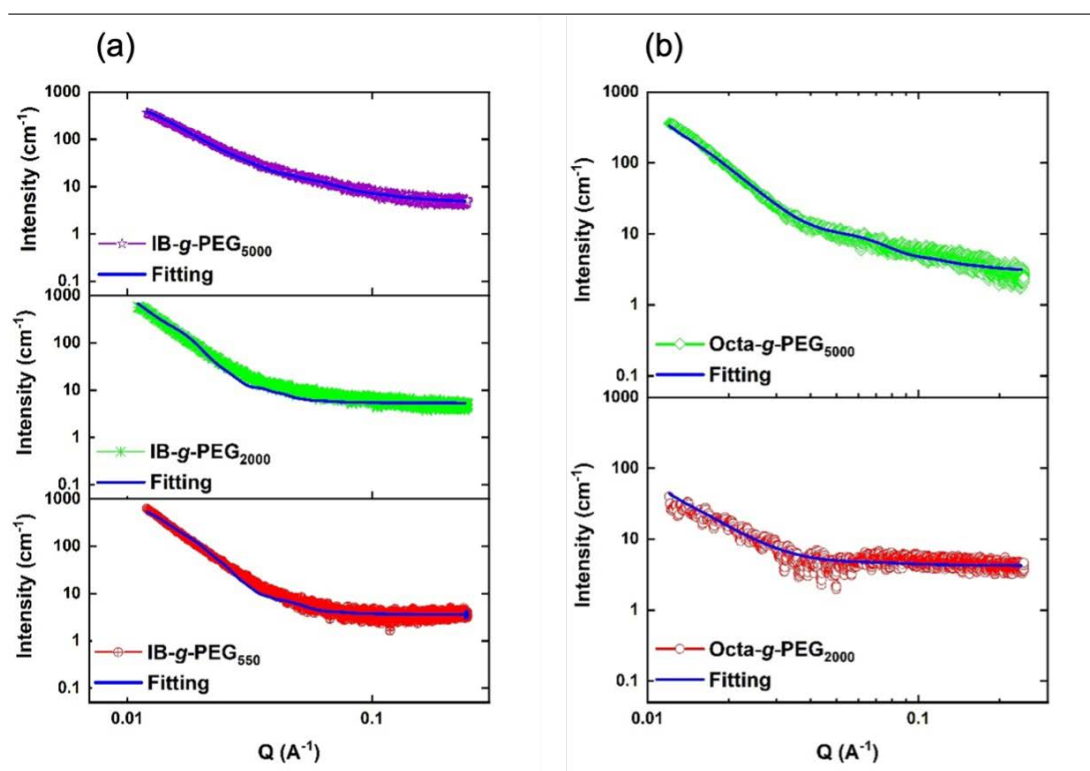 (a)
1000
100
10
1
0.1
Intensity (cm⁻¹)
IB-g-PEG₅₀₀₀
Fitting
1000
100
10
1
Intensity (cm⁻¹)
IB-g-PEG₂₀₀₀
Fitting
1000
100
10
1
0.1
Intensity (cm⁻¹)
IB-g-PEG₅₅₀
Fitting
0.01
0.1
Q (A⁻¹)
(b)
1000
100
10
1
0.1
Intensity (cm⁻¹)
Octa-g-PEG₅₀₀₀
Fitting
100
10
1
0.1
Intensity (cm⁻¹)
Octa-g-PEG₂₀₀₀
Fitting
0.01
0.1
Q (A⁻¹)